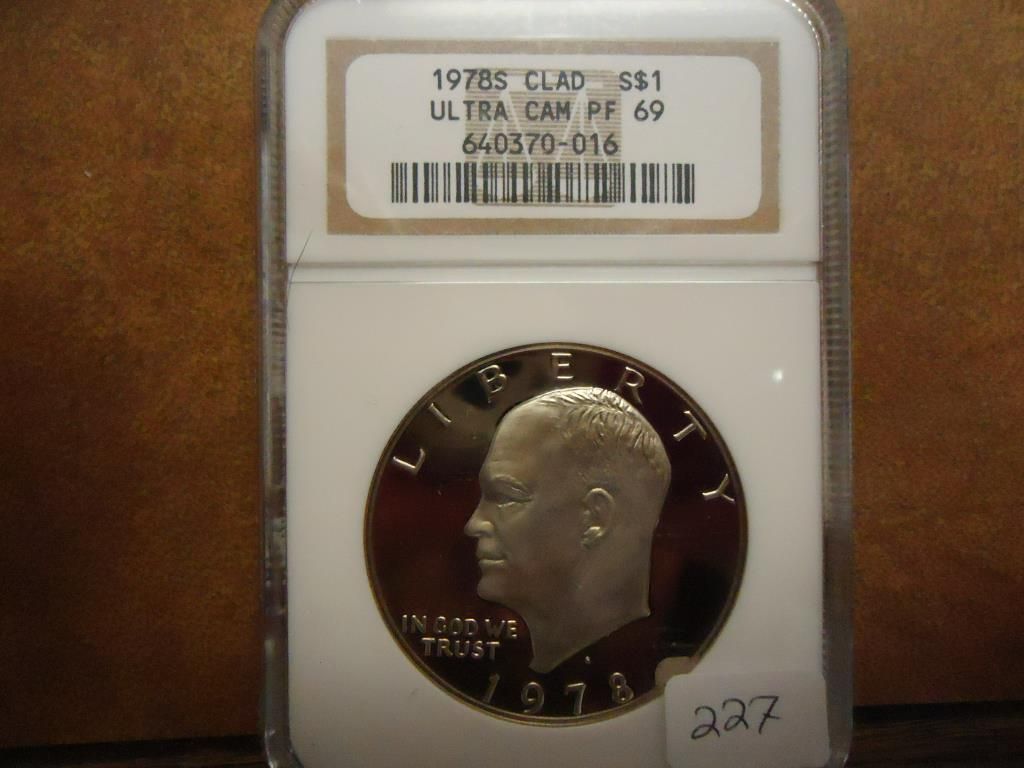 1978S CLAD S$1
ULTRA CAM PF 69
640370-016
LIBERTY
IN GOD WE
TRUST
1978
227